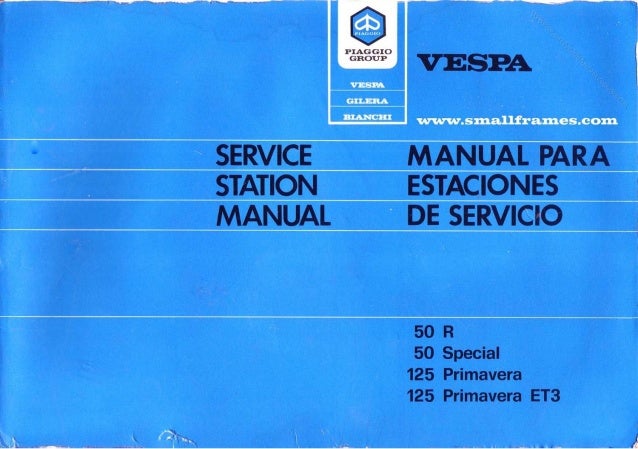 PIAGGIO
PIAGGIO
GROUP
VESPA
GILERA
BIANCHI
VESPA
www.smallframes.com
SERVICE
STATION
MANUAL
MANUAL PARA
ESTACIONES
DE SERVICIO
50 R
50 Special
125 Primavera
125 Primavera ET3